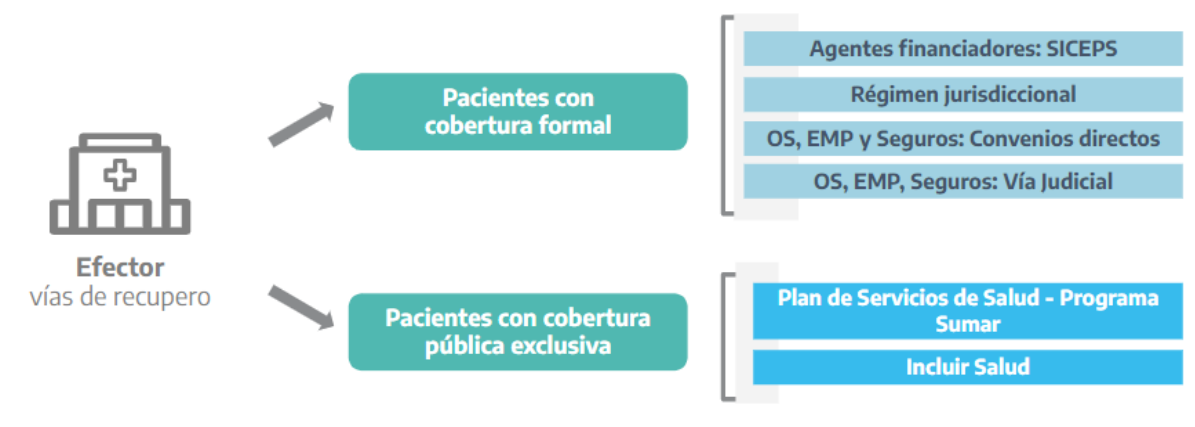 Efector
vías de recupero
Pacientes con
cobertura formal
Agentes financiadores: SICEPS
Régimen jurisdiccional
OS, EMP y Seguros: Convenios directos
OS, EMP, Seguros: Vía Judicial
Pacientes con cobertura
pública exclusiva
Plan de Servicios de Salud - Programa
Sumar
Incluir Salud